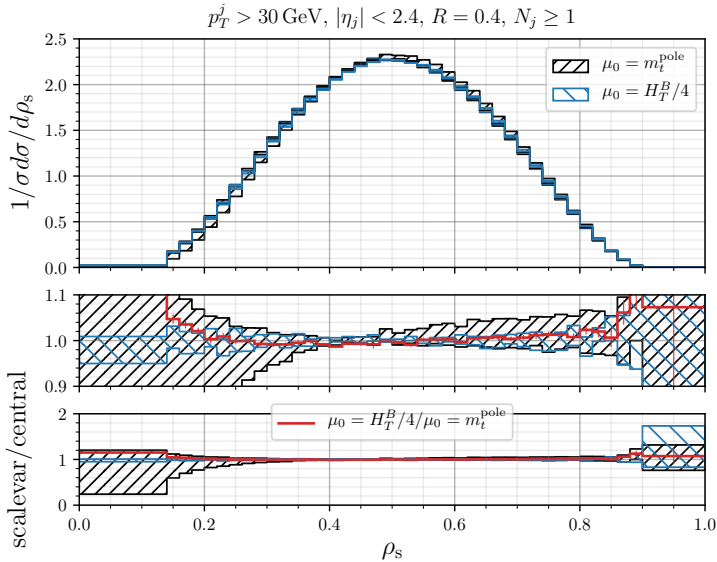 p_T^j > 30 GeV, |η_j| < 2.4, R = 0.4, N_j ≥ 1
2.5
2.0
1.5
1.0
0.5
0.0
1/σ dσ/dρ_s
μ_0 = m_t^pole
μ_0 = H_T^B/4
1.1
1.0
0.9
scalevar/central
2
1
0
μ_0 = H_T^B/4/μ_0 = m_t^pole
0.0 0.2 0.4 0.6 0.8 1.0
ρ_s